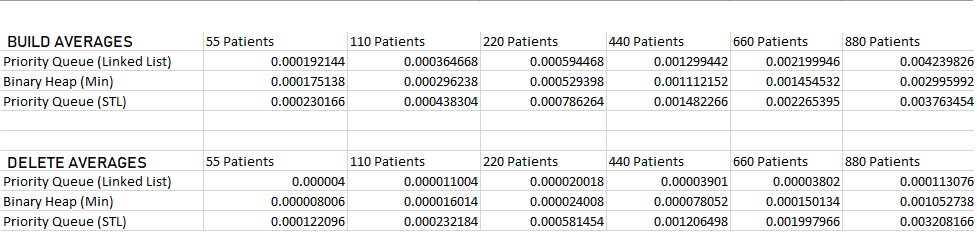 BUILD AVERAGES 55 Patients 110 Patients 220 Patients 440 Patients 660 Patients 880 Patients
Priority Queue (Linked List) 0.000192144 0.000364668 0.000594468 0.001299442 0.002199946 0.004239826
Binary Heap (Min) 0.000175138 0.000296238 0.000529398 0.001112152 0.001454532 0.002995992
Priority Queue (STL) 0.000230166 0.000438304 0.000786264 0.001482266 0.002265395 0.003763454
DELETE AVERAGES 55 Patients 110 Patients 220 Patients 440 Patients 660 Patients 880 Patients
Priority Queue (Linked List) 0.000004 0.000011004 0.000020018 0.00003901 0.00003802 0.000113076
Binary Heap (Min) 0.000008006 0.000016014 0.000024008 0.000078052 0.000150134 0.001052738
Priority Queue (STL) 0.000122096 0.000232184 0.000581454 0.001206498 0.001997966 0.003208166